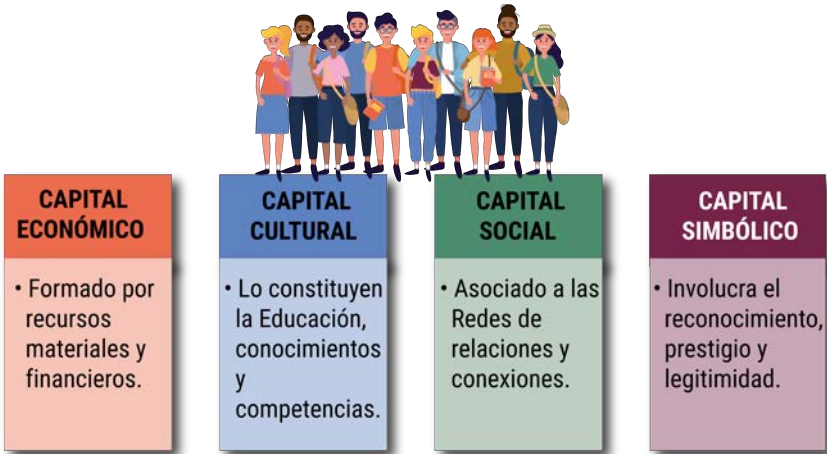 CAPITAL
ECONÓMICO
• Formado por
recursos
materiales y
financieros.
CAPITAL
CULTURAL
• Lo constituyen
la Educación,
conocimientos
y
competencias.
CAPITAL
SOCIAL
• Asociado a las
Redes de
relaciones y
conexiones.
CAPITAL
SIMBÓLICO
• Involucra el
reconocimiento,
prestigio y
legitimidad.